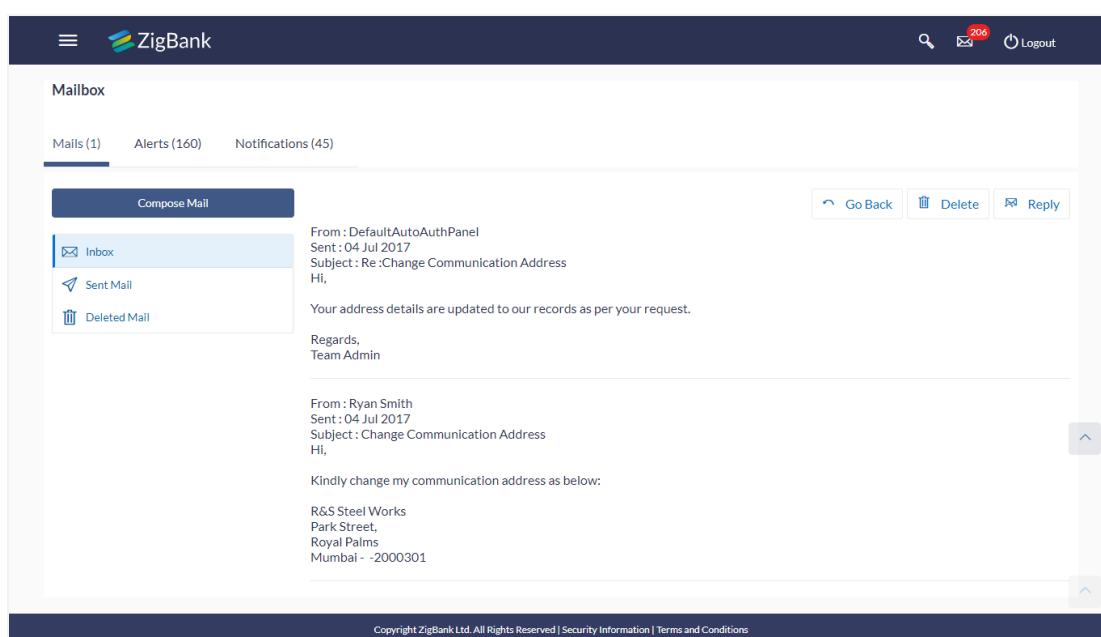 ZigBank
206
Logout
Mailbox
Mails (1) Alerts (160) Notifications (45)
Compose Mail
Go Back Delete Reply
Inbox
Sent Mail
Deleted Mail
From : DefaultAutoAuthPanel
Sent : 04 Jul 2017
Subject : Re :Change Communication Address
Hi,
Your address details are updated to our records as per your request.
Regards,
Team Admin
From : Ryan Smith
Sent : 04 Jul 2017
Subject : Change Communication Address
Hi,
Kindly change my communication address as below:
R&S Steel Works
Park Street,
Royal Palms
Mumbai - -2000301
Copyright ZigBank Ltd. All Rights Reserved | Security Information | Terms and Conditions